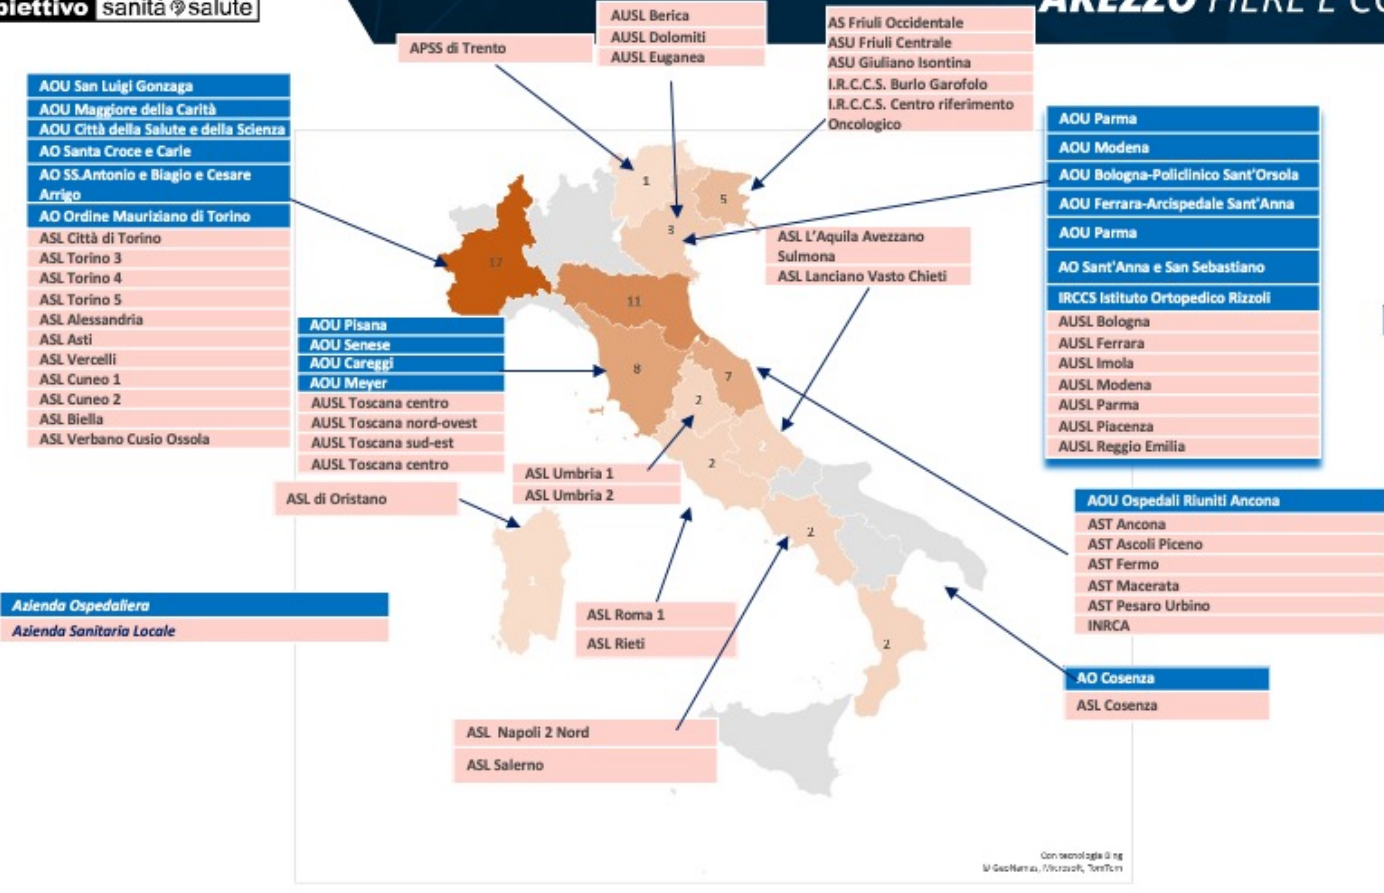 obiettivo sanità salute
AREZZO FIERE E CO
APSS di Trento
AUSL Berica
AUSL Dolomiti
AUSL Euganea
AS Friuli Occidentale
ASU Friuli Centrale
ASU Giuliano Isontina
I.R.C.C.S. Burlo Garofolo
I.R.C.C.S. Centro riferimento
Oncologico
AOU San Luigi Gonzaga
AOU Maggiore della Carità
AOU Città della Salute e della Scienza
AO Santa Croce e Carle
AO SS.Antonio e Biagio e Cesare
Arrigo
AO Ordine Mauriziano di Torino
ASL Città di Torino
ASL Torino 3
ASL Torino 4
ASL Torino 5
ASL Alessandria
ASL Asti
ASL Vercelli
ASL Cuneo 1
ASL Cuneo 2
ASL Biella
ASL Verbano Cusio Ossola
AOU Parma
AOU Modena
AOU Bologna-Policlinico Sant'Orsola
AOU Ferrara-Arcispedale Sant'Anna
AOU Parma
AO Sant'Anna e San Sebastiano
IRCCS Istituto Ortopedico Rizzoli
AUSL Bologna
AUSL Ferrara
AUSL Imola
AUSL Modena
AUSL Parma
AUSL Piacenza
AUSL Reggio Emilia
ASL L'Aquila Avezzano
Sulmona
ASL Lanciano Vasto Chieti
1
5
3
17
11
8
7
2
2
2
2
1
2
AOU Pisana
AOU Senese
AOU Careggi
AOU Meyer
AUSL Toscana centro
AUSL Toscana nord-ovest
AUSL Toscana sud-est
AUSL Toscana centro
ASL Umbria 1
ASL Umbria 2
ASL di Oristano
AOU Ospedali Riuniti Ancona
AST Ancona
AST Ascoli Piceno
AST Fermo
AST Macerata
AST Pesaro Urbino
INRCA
Azienda Ospedaliera
Azienda Sanitaria Locale
ASL Roma 1
ASL Rieti
AO Cosenza
ASL Cosenza
ASL Napoli 2 Nord
ASL Salerno
Con tecnologia Bing
© GeoNames, Microsoft, TomTom